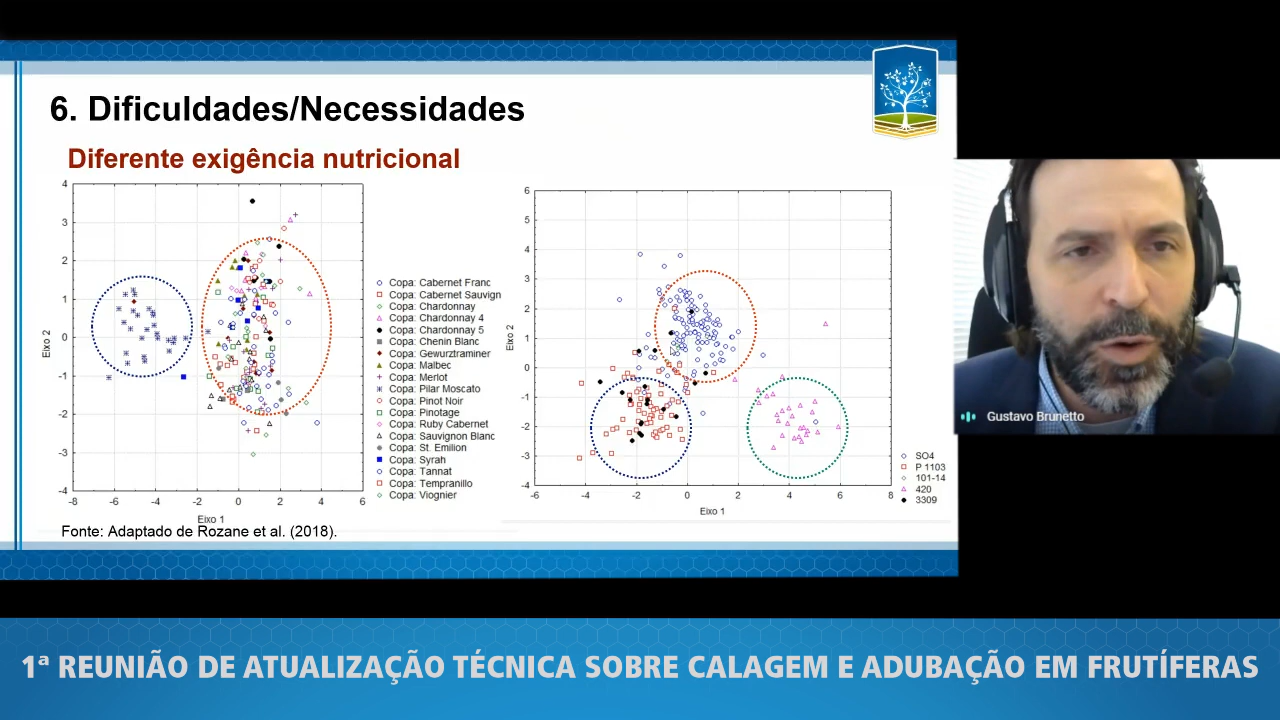 6. Dificuldades/Necessidades
Diferente exigência nutricional
4
3
2
1
0
-1
-2
-3
-4
-8
-6
-4
-2
0
2
4
6
Eixo 2
Eixo 1
Copa: Cabernet Franc
Copa: Cabernet Sauvign
Copa: Chardonnay
Copa: Chardonnay 4
Copa: Chardonnay 5
Copa: Chenin Blanc
Copa: Gewurztraminer
Copa: Malbec
Copa: Merlot
Copa: Pilar Moscato
Copa: Pinot Noir
Copa: Pinotage
Copa: Ruby Cabernet
Copa: Sauvignon Blanc
Copa: St. Emilion
Copa: Syrah
Copa: Tannat
Copa: Tempranillo
Copa: Viognier
6
5
4
3
2
1
0
-1
-2
-3
-4
-6
-4
-2
0
2
4
6
8
Eixo 2
Eixo 1
SO4
P 1103
101-14
420
3309
Fonte: Adaptado de Rozane et al. (2018).
Gustavo Brunetto
1ª REUNIÃO DE ATUALIZAÇÃO TÉCNICA SOBRE CALAGEM E ADUBAÇÃO EM FRUTÍFERAS